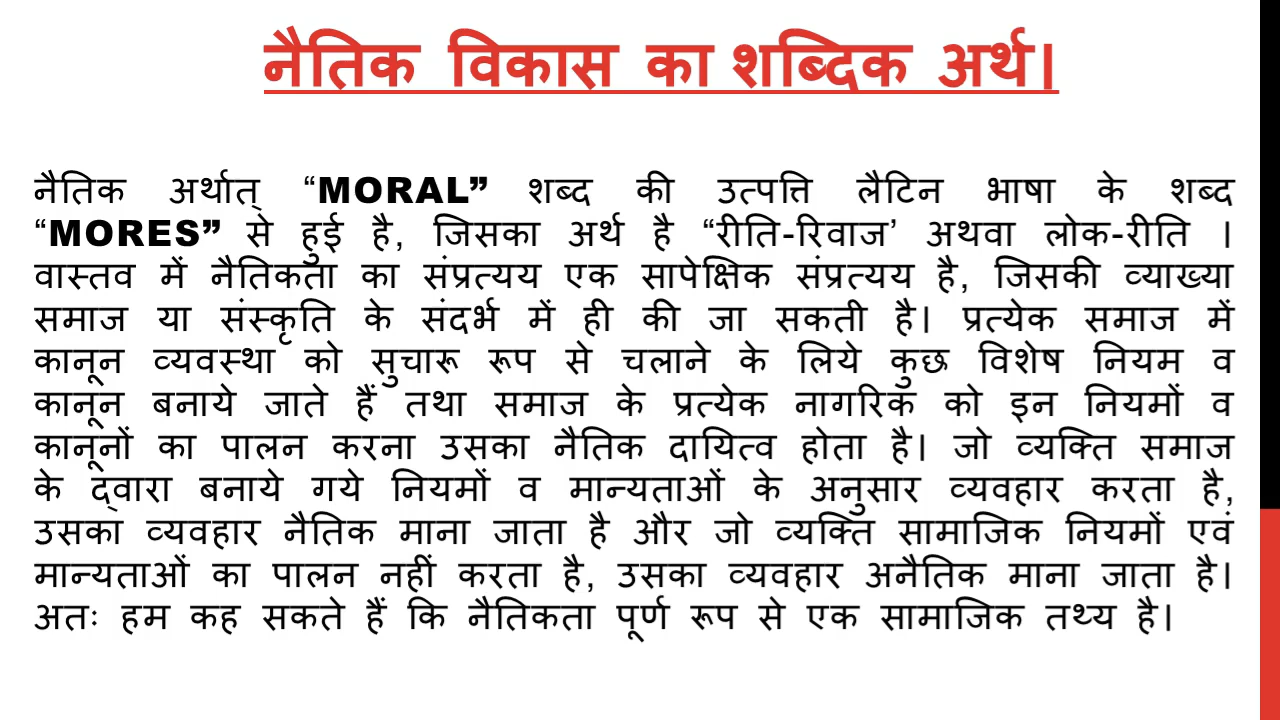 नैतिक विकास का शब्दिक अर्थ।
नैतिक अर्थात् “MORAL” शब्द की उत्पत्ति लैटिन भाषा के शब्द
“MORES” से हुई है, जिसका अर्थ है “रीति-रिवाज’ अथवा लोक-रीति ।
वास्तव में नैतिकता का संप्रत्यय एक सापेक्षिक संप्रत्यय है, जिसकी व्याख्या
समाज या संस्कृति के संदर्भ में ही की जा सकती है। प्रत्येक समाज में
कानून व्यवस्था को सुचारू रूप से चलाने के लिये कुछ विशेष नियम व
कानून बनाये जाते हैं तथा समाज के प्रत्येक नागरिक को इन नियमों व
कानूनों का पालन करना उसका नैतिक दायित्व होता है। जो व्यक्ति समाज
के द्वारा बनाये गये नियमों व मान्यताओं के अनुसार व्यवहार करता है,
उसका व्यवहार नैतिक माना जाता है और जो व्यक्ति सामाजिक नियमों एवं
मान्यताओं का पालन नहीं करता है, उसका व्यवहार अनैतिक माना जाता है।
अतः हम कह सकते हैं कि नैतिकता पूर्ण रूप से एक सामाजिक तथ्य है।